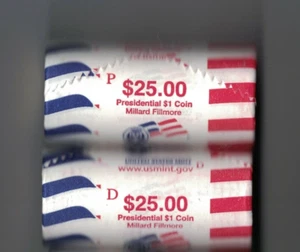 P
$25.00
Presidential $1 Coin
Millard Fillmore
www.usmint.gov D
D
$25.00
Presidential $1 Coin
Millard Fillmore